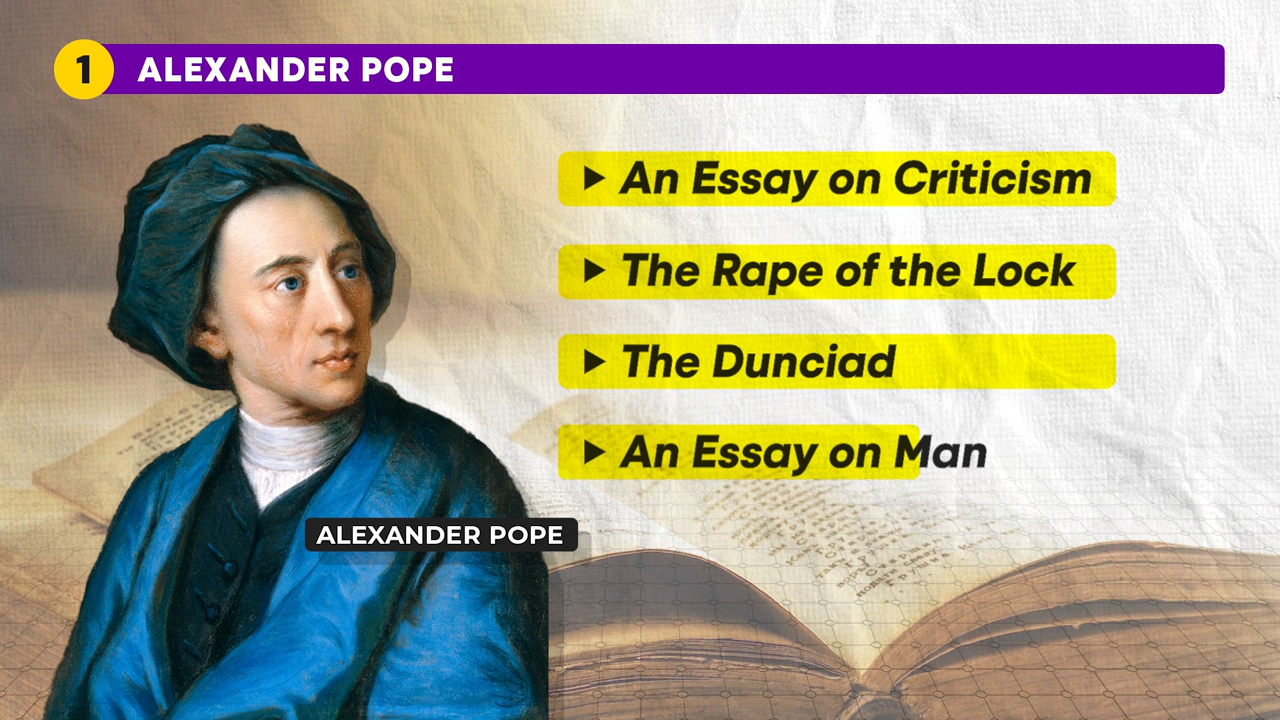 1 ALEXANDER POPE
▶ An Essay on Criticism
▶ The Rape of the Lock
▶ The Dunciad
▶ An Essay on Man
ALEXANDER POPE